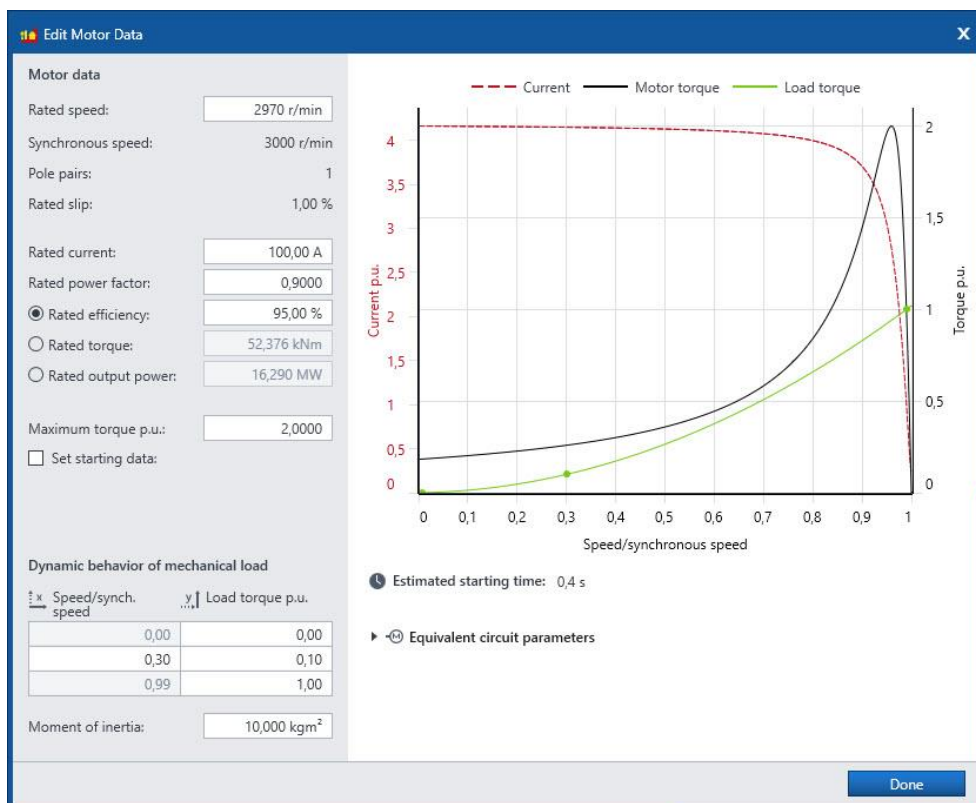 Edit Motor Data X
Motor data
Rated speed: 2970 r/min
Synchronous speed: 3000 r/min
Pole pairs: 1
Rated slip: 1,00 %
Rated current: 100,00 A
Rated power factor: 0,9000
Rated efficiency: 95,00 %
Rated torque: 52,376 kNm
Rated output power: 16,290 MW
Maximum torque p.u.: 2,0000
Set starting data:
Dynamic behavior of mechanical load
x Speed/synch. y Load torque p.u.
speed
0,00 0,00
0,30 0,10
0,99 1,00
Moment of inertia: 10,000 kgm²
Current Motor torque Load torque
4
3,5
3
2,5
2
1,5
1
0,5
0
Current p.u.
2
1,5
1
0,5
0
Torque p.u.
0 0,1 0,2 0,3 0,4 0,5 0,6 0,7 0,8 0,9 1
Speed/synchronous speed
Estimated starting time: 0,4 s
M Equivalent circuit parameters
Done